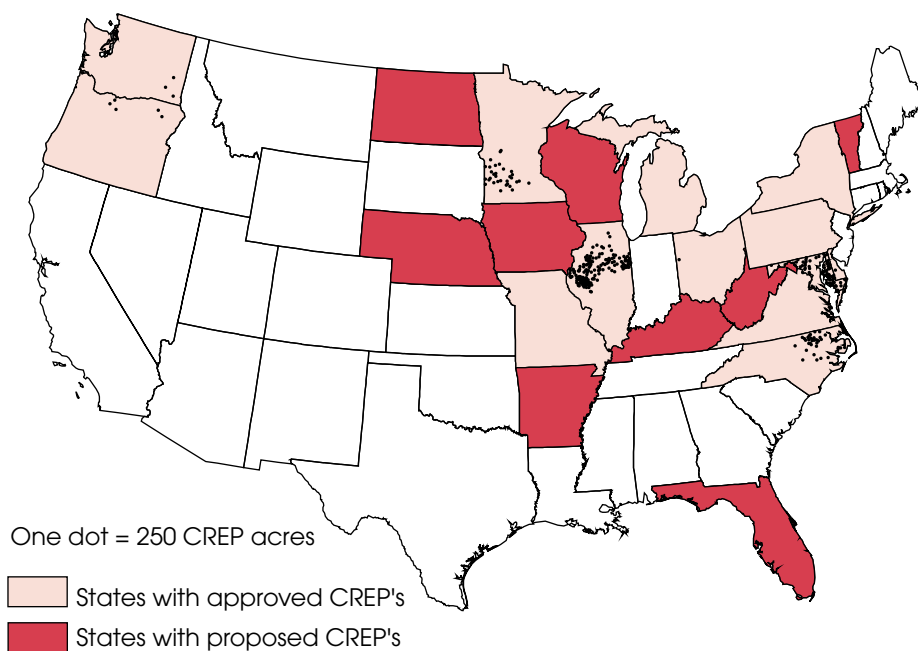 One dot = 250 CREP acres
States with approved CREP's
States with proposed CREP's